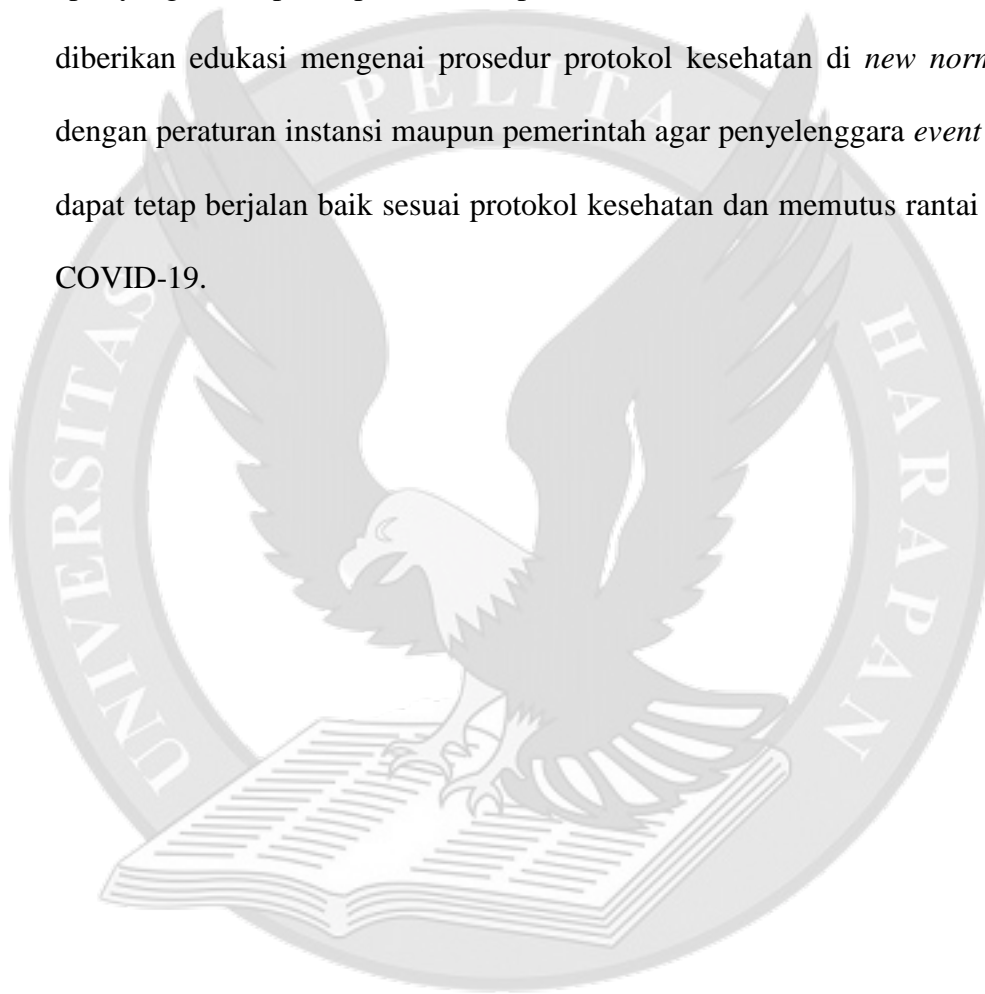 diberikan edukasi mengenai prosedur protokol kesehatan di new norm
dengan peraturan instansi maupun pemerintah agar penyelenggara event
dapat tetap berjalan baik sesuai protokol kesehatan dan memutus rantai
COVID-19.
UNIVERSITAS PELITA HARAPAN